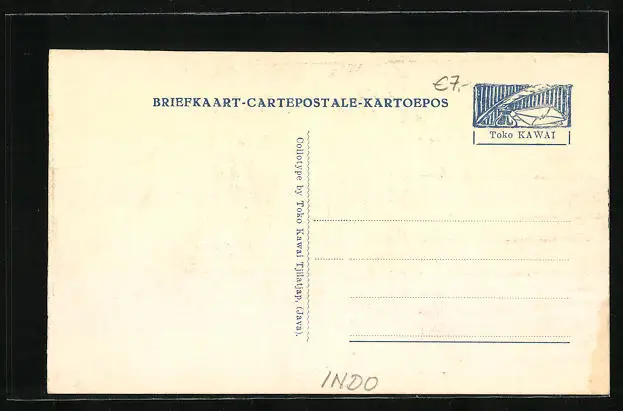 €7,-
BRIEFKAART-CARTEPOSTALE-KARTOEPOS
Toko KAWAI
Collotype by Toko Kawai Tjilatjap, (Java).
INDO